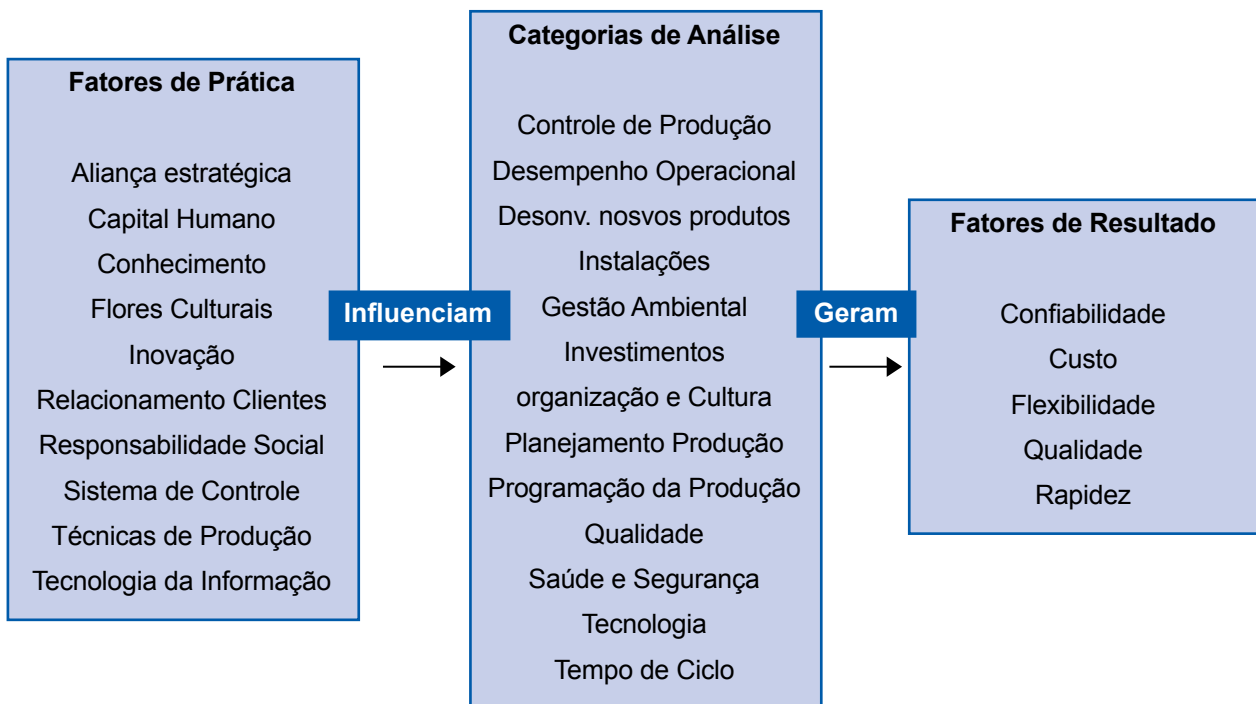 Fatores de Prática
Aliança estratégica
Capital Humano
Conhecimento
Flores Culturais
Inovação
Relacionamento Clientes
Responsabilidade Social
Sistema de Controle
Técnicas de Produção
Tecnologia da Informação
Influenciam
Categorias de Análise
Controle de Produção
Desempenho Operacional
Desonv. nosvos produtos
Instalações
Gestão Ambiental
Investimentos
organização e Cultura
Planejamento Produção
Programação da Produção
Qualidade
Saúde e Segurança
Tecnologia
Tempo de Ciclo
Geram
Fatores de Resultado
Confiabilidade
Custo
Flexibilidade
Qualidade
Rapidez